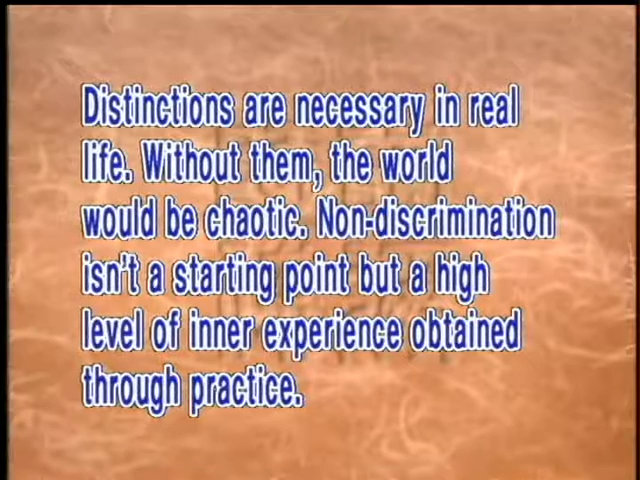 Distinctions are necessary in real
life. Without them, the world
would be chaotic. Non-discrimination
isn't a starting point but a high
level of inner experience obtained
through practice.